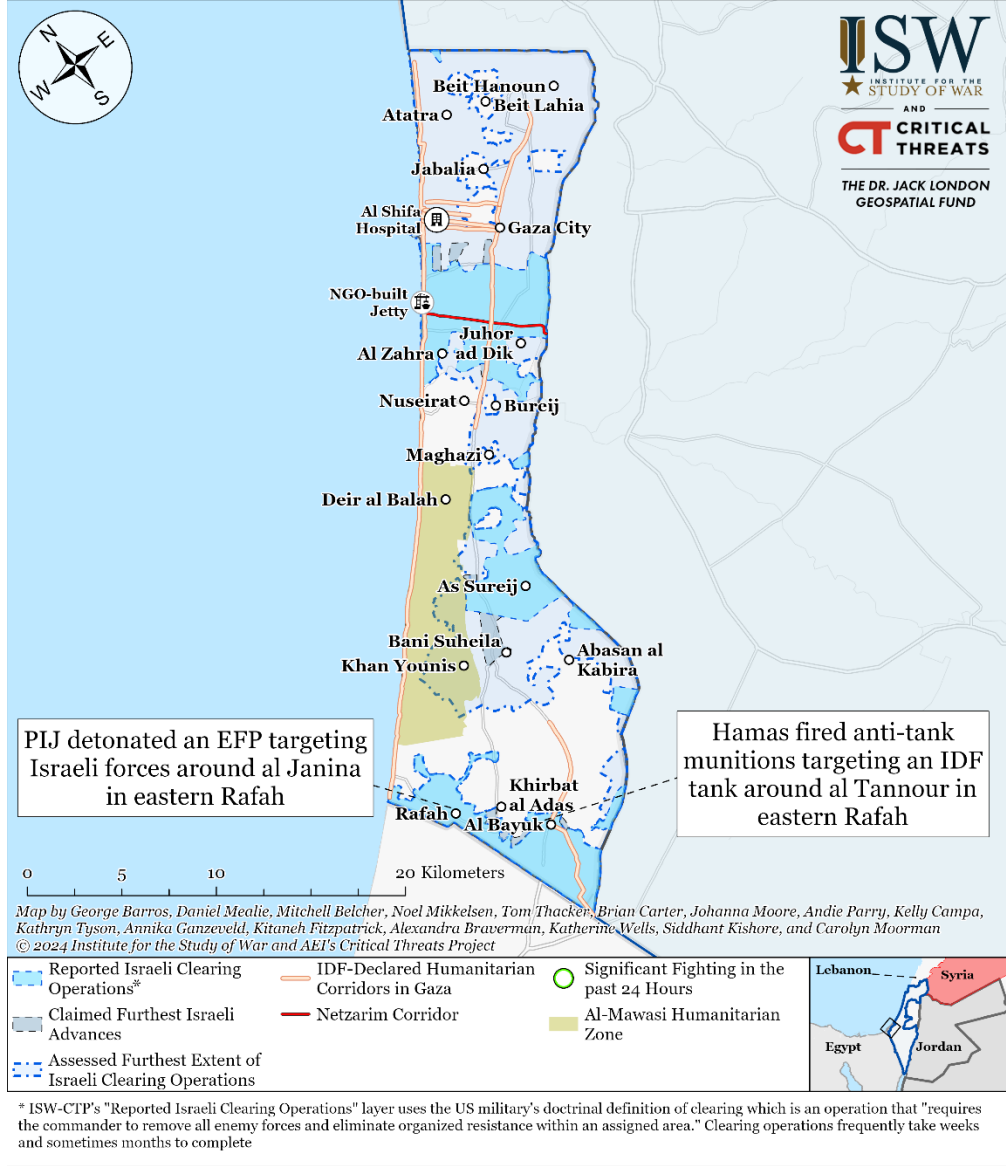 N
E
W
S
ISW
INSTITUTE FOR THE
STUDY OF WAR
AND
CT CRITICAL
THREATS
THE DR. JACK LONDON
GEOSPATIAL FUND
Beit Hanoun
Beit Lahia
Atatra
Jabalia
Al Shifa
Hospital
Gaza City
NGO-built
Jetty
Juhor
ad Dik
Al Zahra
Nuseirat
Bureij
Maghazi
Deir al Balah
As Sureij
Bani Suheila
Abasan al
Kabira
Khan Younis
PIJ detonated an EFP targeting
Israeli forces around al Janina
in eastern Rafah
Hamas fired anti-tank
munitions targeting an IDF
tank around al Tannour in
eastern Rafah
Khirbat
al Adas
Rafah
Al Bayuk
0 5 10 20 Kilometers
Map by George Barros, Daniel Mealie, Mitchell Belcher, Noel Mikkelsen, Tom Thacker, Brian Carter, Johanna Moore, Andie Parry, Kelly Campa,
Kathryn Tyson, Annika Ganzeveld, Kitaneh Fitzpatrick, Alexandra Braverman, Katherine Wells, Siddhant Kishore, and Carolyn Moorman
© 2024 Institute for the Study of War and AEI's Critical Threats Project
Reported Israeli Clearing
Operations*
Claimed Furthest Israeli
Advances
Assessed Furthest Extent of
Israeli Clearing Operations
IDF-Declared Humanitarian
Corridors in Gaza
Netzarim Corridor
Significant Fighting in the
past 24 Hours
Al-Mawasi Humanitarian
Zone
Lebanon
Syria
Egypt
Jordan
* ISW-CTP's "Reported Israeli Clearing Operations" layer uses the US military's doctrinal definition of clearing which is an operation that "requires
the commander to remove all enemy forces and eliminate organized resistance within an assigned area." Clearing operations frequently take weeks
and sometimes months to complete